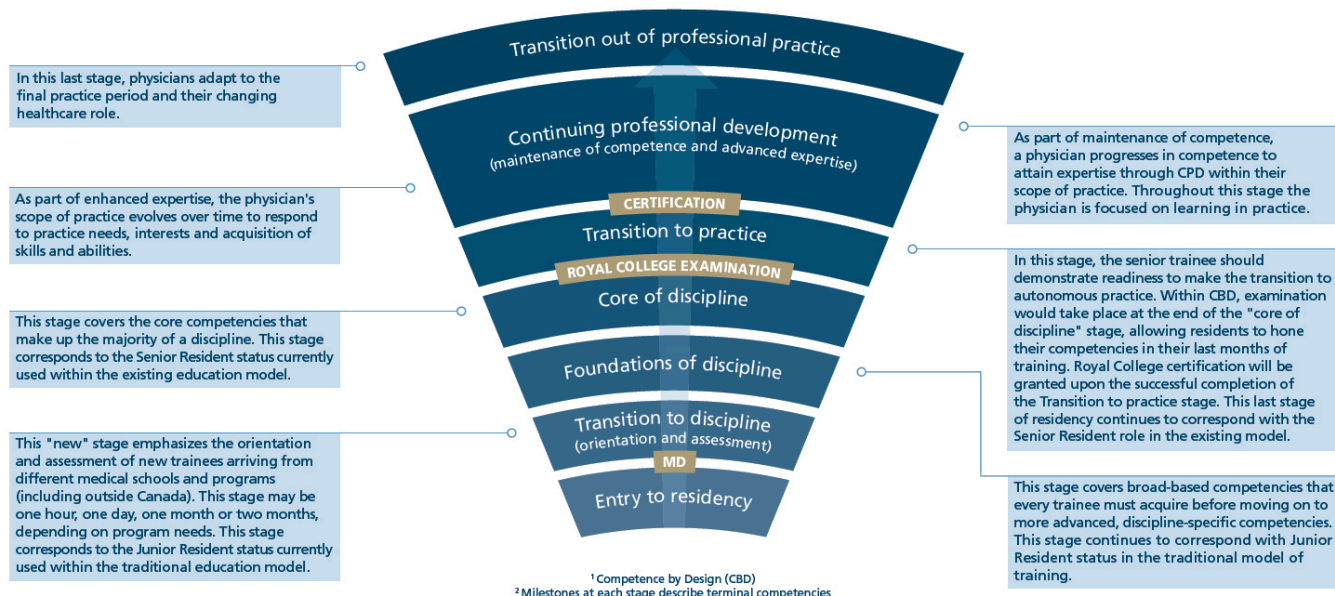 Transition out of professional practice
In this last stage, physicians adapt to the
final practice period and their changing
healthcare role.
Continuing professional development
(maintenance of competence and advanced expertise)
As part of maintenance of competence,
a physician progresses in competence to
attain expertise through CPD within their
scope of practice. Throughout this stage the
physician is focused on learning in practice.
As part of enhanced expertise, the physician's
scope of practice evolves over time to respond
to practice needs, interests and acquisition of
skills and abilities.
CERTIFICATION
Transition to practice
In this stage, the senior trainee should
demonstrate readiness to make the transition to
autonomous practice. Within CBD, examination
would take place at the end of the "core of
discipline" stage, allowing residents to hone
their competencies in their last months of
training. Royal College certification will be
granted upon the successful completion of
the Transition to practice stage. This last stage
of residency continues to correspond with the
Senior Resident role in the existing model.
ROYAL COLLEGE EXAMINATION
Core of discipline
This stage covers the core competencies that
make up the majority of a discipline. This stage
corresponds to the Senior Resident status currently
used within the existing education model.
Foundations of discipline
This stage covers broad-based competencies that
every trainee must acquire before moving on to
more advanced, discipline-specific competencies.
This stage continues to correspond with Junior
Resident status in the traditional model of
training.
Transition to discipline
(orientation and assessment)
This "new" stage emphasizes the orientation
and assessment of new trainees arriving from
different medical schools and programs
(including outside Canada). This stage may be
one hour, one day, one month or two months,
depending on program needs. This stage
corresponds to the Junior Resident status currently
used within the traditional education model.
MD
Entry to residency
¹ Competence by Design (CBD)
² Milestones at each stage describe terminal competencies